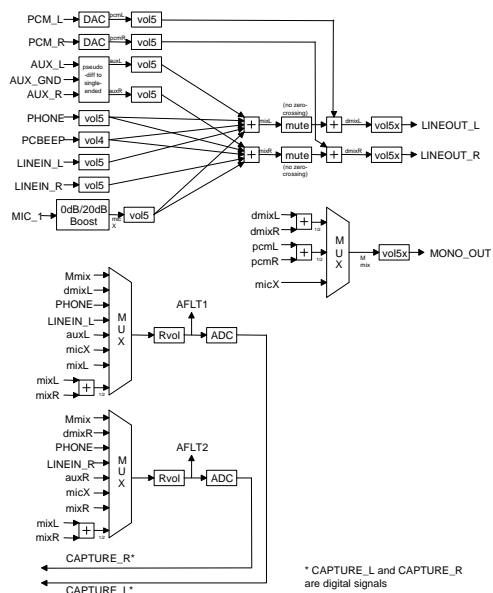 PCM_L DAC pcmL vol5
PCM_R DAC pcmR vol5
AUX_L auxL vol5
AUX_GND pseudo -diff to single- ended
AUX_R auxR vol5
PHONE vol5
PCBEEP vol4
LINEIN_L vol5
LINEIN_R vol5
MIC_1 0dB/20dB Boost mic X vol5
(no zero-
crossing)
+ mixL mute + dmixL vol5x LINEOUT_L
+ mixR mute + dmixR vol5x LINEOUT_R
(no zero-
crossing)
dmixL
dmixR + 1/2
pcmL
pcmR + 1/2
micX
M
U
X
M
mix
vol5x MONO_OUT
Mmix
dmixL
PHONE
LINEIN_L
auxL
micX
mixL
mixL
mixR + 1/2
M
U
X
AFLT1
Rvol ADC
Mmix
dmixR
PHONE
LINEIN_R
auxR
micX
mixR
mixL
mixR + 1/2
M
U
X
AFLT2
Rvol ADC
CAPTURE_R*
CAPTURE_L*
* CAPTURE_L and CAPTURE_R
are digital signals